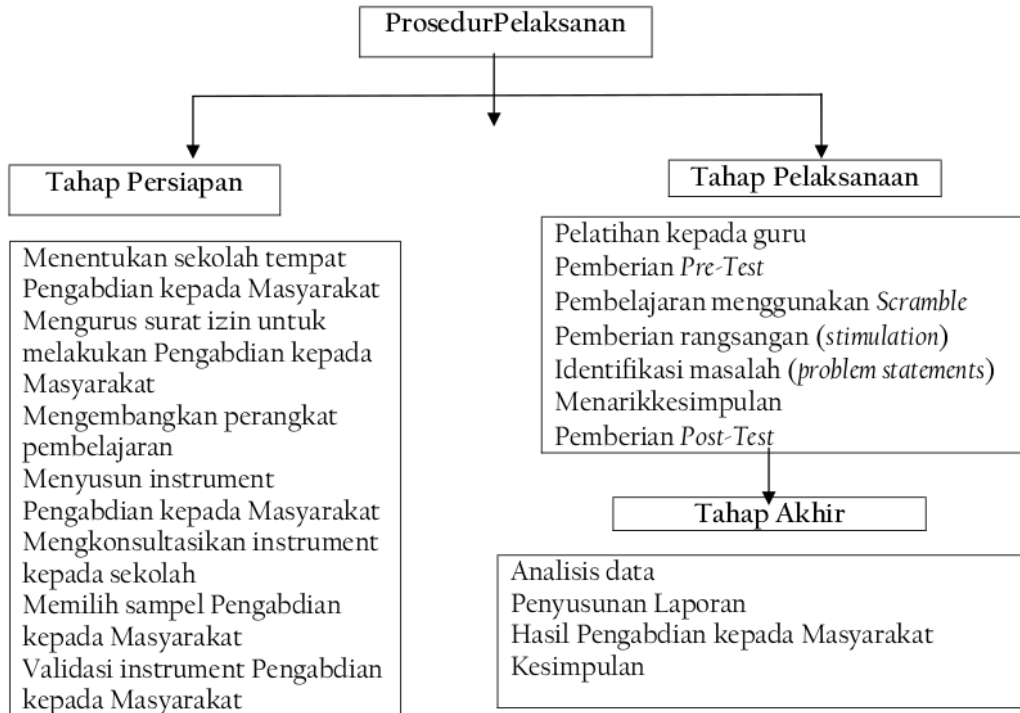 ProsedurPelaksanan
Tahap Persiapan
Menentukan sekolah tempat
Pengabdian kepada Masyarakat
Mengurus surat izin untuk
melakukan Pengabdian kepada
Masyarakat
Mengembangkan perangkat
pembelajaran
Menyusun instrument
Pengabdian kepada Masyarakat
Mengkonsultasikan instrument
kepada sekolah
Memilih sampel Pengabdian
kepada Masyarakat
Validasi instrument Pengabdian
kepada Masyarakat
Tahap Pelaksanaan
Pelatihan kepada guru
Pemberian Pre-Test
Pembelajaran menggunakan Scramble
Pemberian rangsangan (stimulation)
Identifikasi masalah (problem statements)
Menarikkesimpulan
Pemberian Post-Test
Tahap Akhir
Analisis data
Penyusunan Laporan
Hasil Pengabdian kepada Masyarakat
Kesimpulan